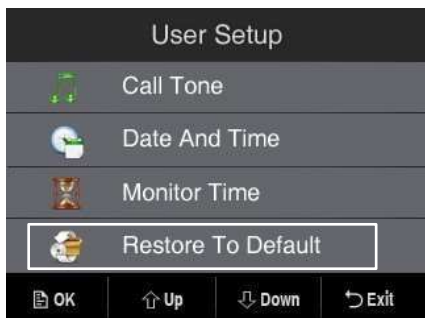 User Setup
Call Tone
Date And Time
Monitor Time
Restore To Default
OK Up Down Exit